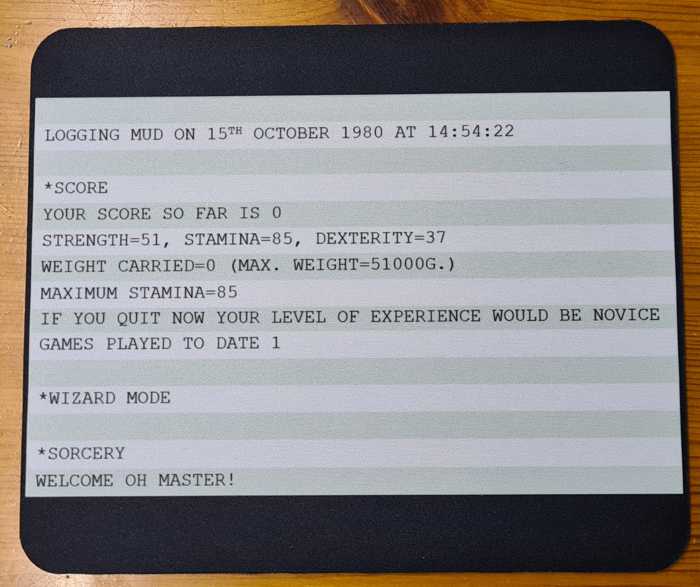 LOGGING MUD ON 15TH OCTOBER 1980 AT 14:54:22
*SCORE
YOUR SCORE SO FAR IS 0
STRENGTH=51, STAMINA=85, DEXTERITY=37
WEIGHT CARRIED=0 (MAX. WEIGHT=51000G.)
MAXIMUM STAMINA=85
IF YOU QUIT NOW YOUR LEVEL OF EXPERIENCE WOULD BE NOVICE
GAMES PLAYED TO DATE 1
*WIZARD MODE
*SORCERY
WELCOME OH MASTER!